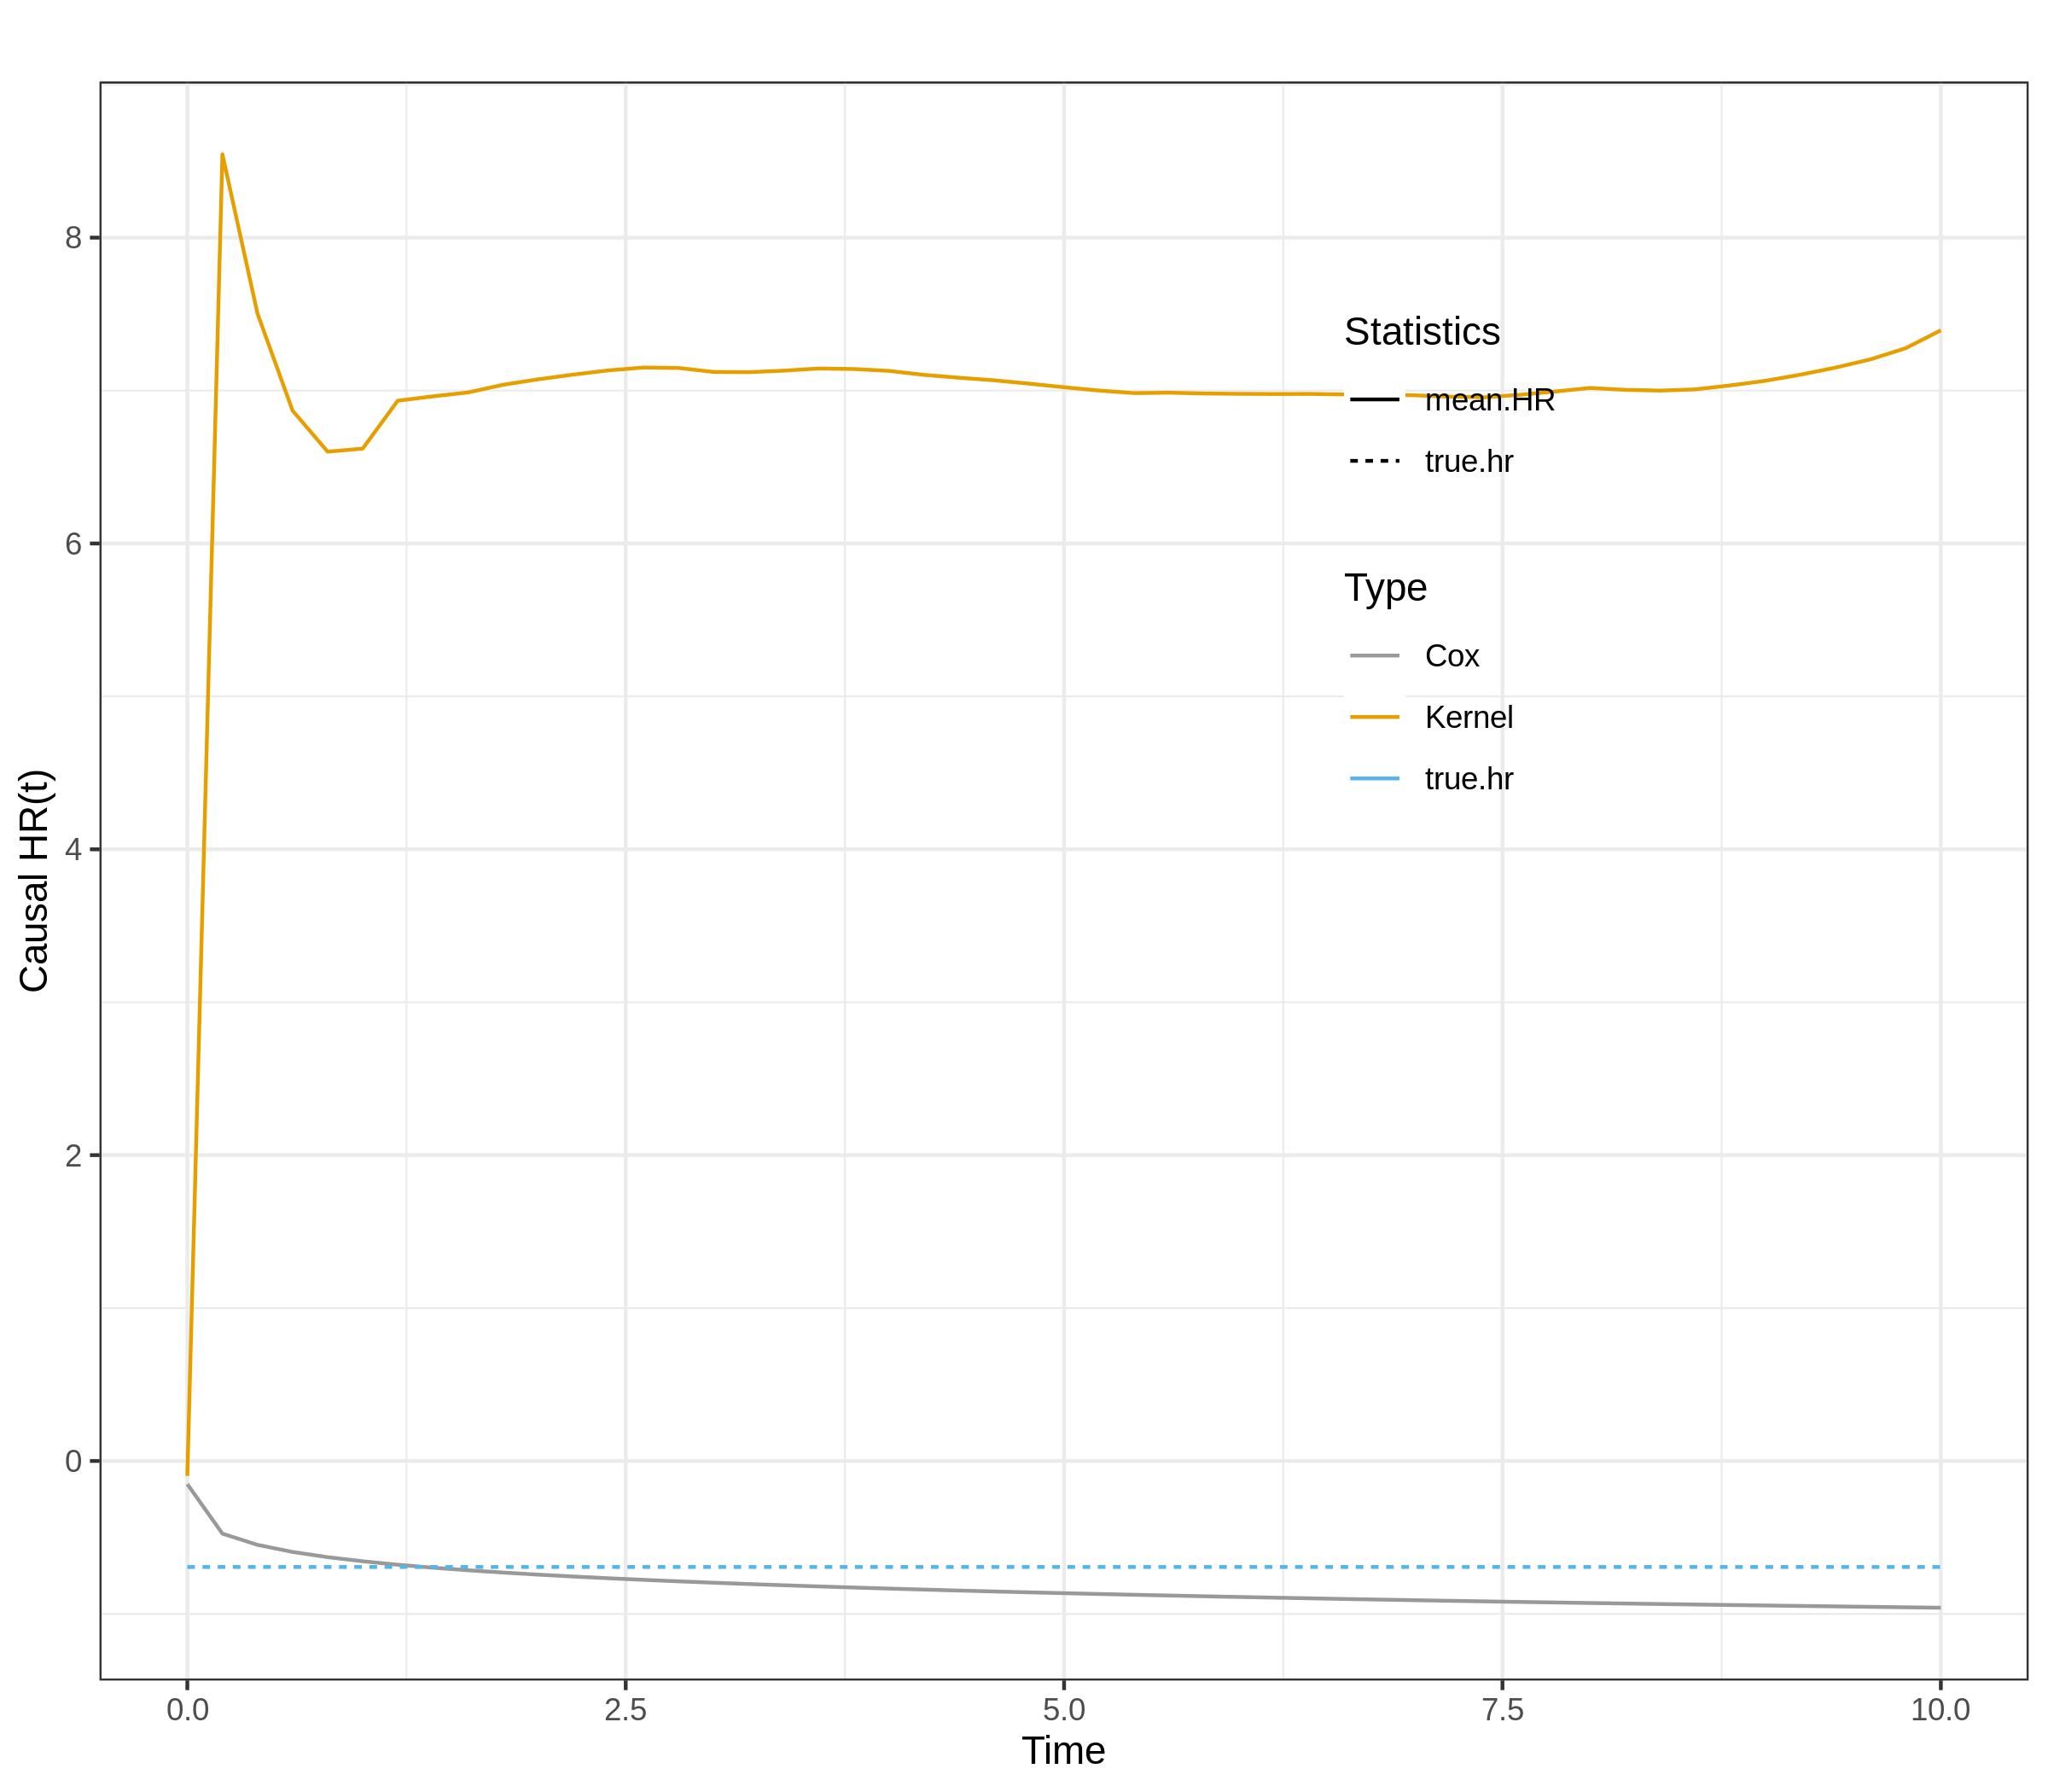 Causal HR(t)
8
6
4
2
0
Statistics
mean.HR
true.hr
Type
Cox
Kernel
true.hr
0.0 2.5 5.0 7.5 10.0
Time